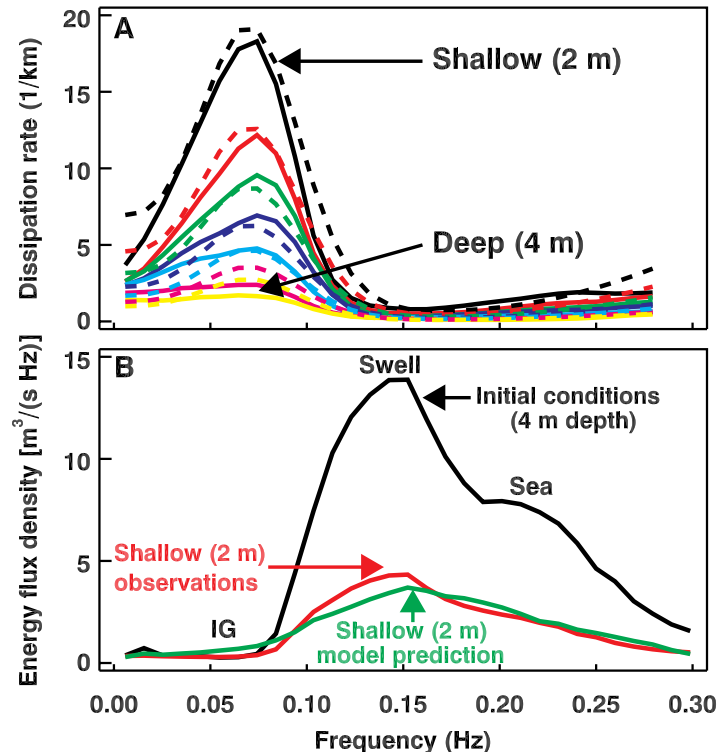 A
20
15
10
5
0
Dissipation rate (1/km)
Shallow (2 m)
Deep (4 m)
B
15
10
5
0
Energy flux density [m³/(s Hz)]
Swell
Initial conditions
(4 m depth)
Sea
Shallow (2 m)
observations
IG
Shallow (2 m)
model prediction
0.00 0.05 0.10 0.15 0.20 0.25 0.30
Frequency (Hz)